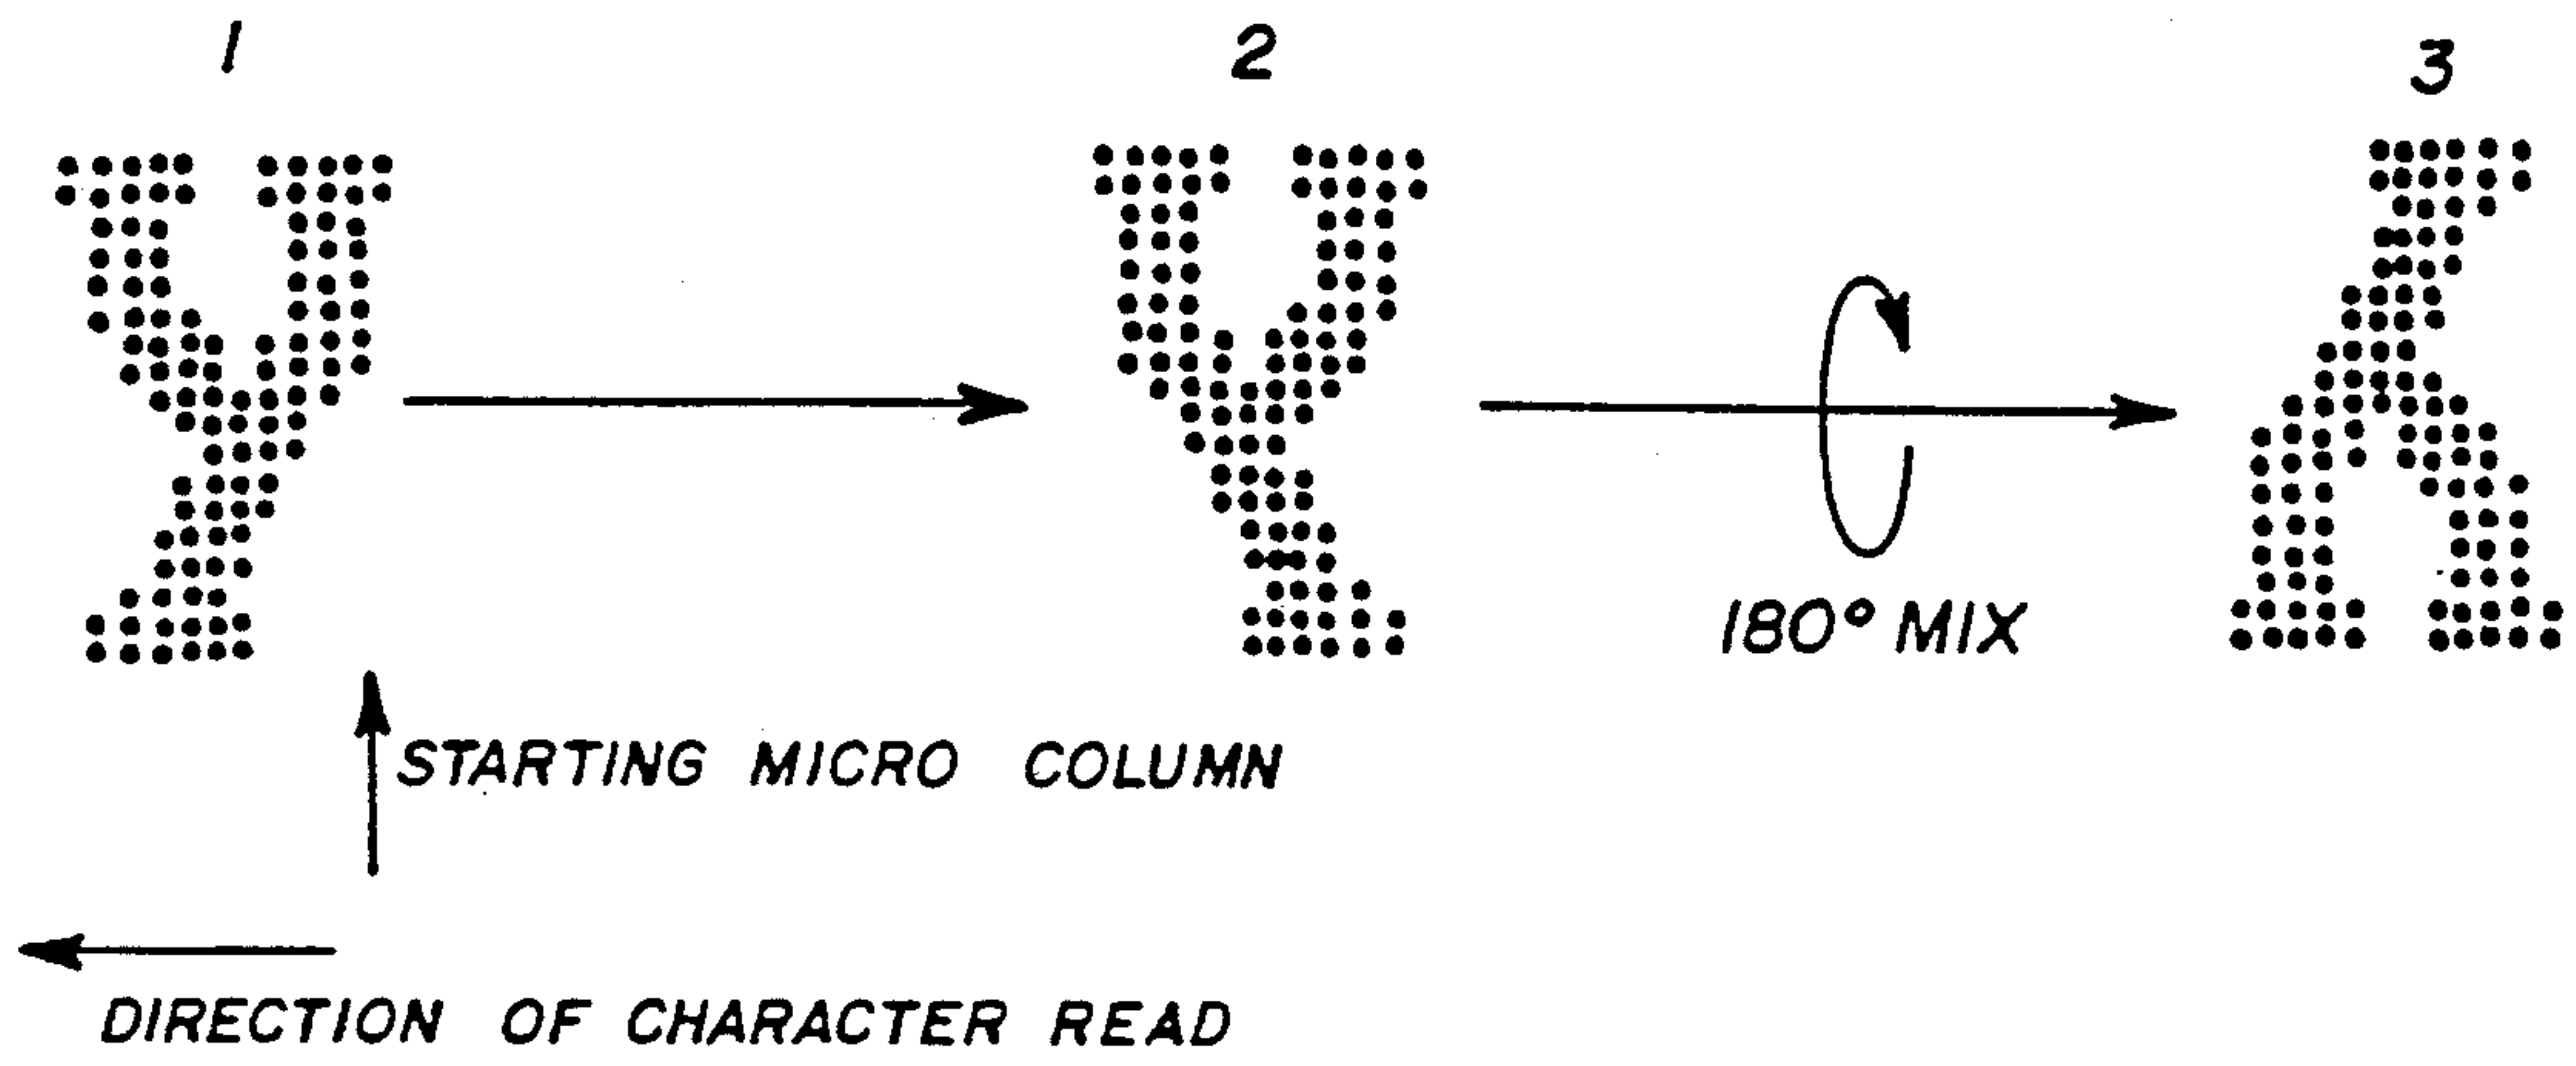 1
2
3
180° MIX
STARTING MICRO COLUMN
DIRECTION OF CHARACTER READ